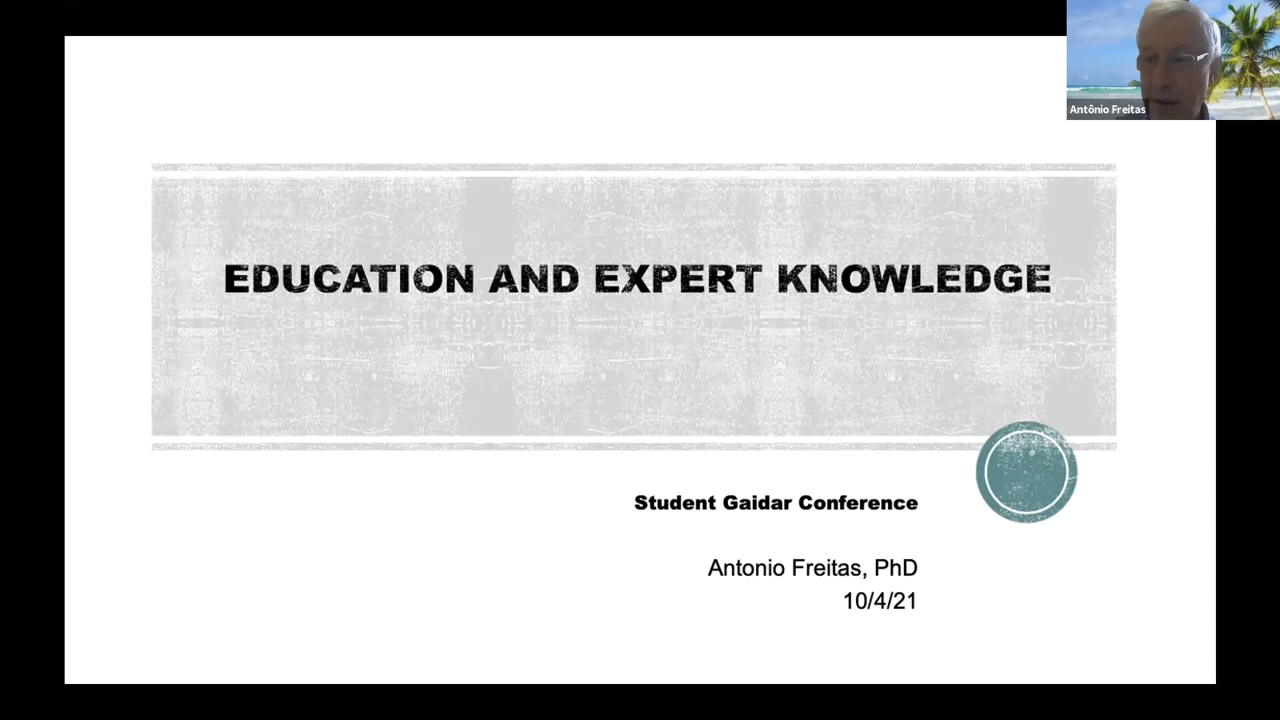 Antônio Freitas
EDUCATION AND EXPERT KNOWLEDGE
Student Gaidar Conference
Antonio Freitas, PhD
10/4/21